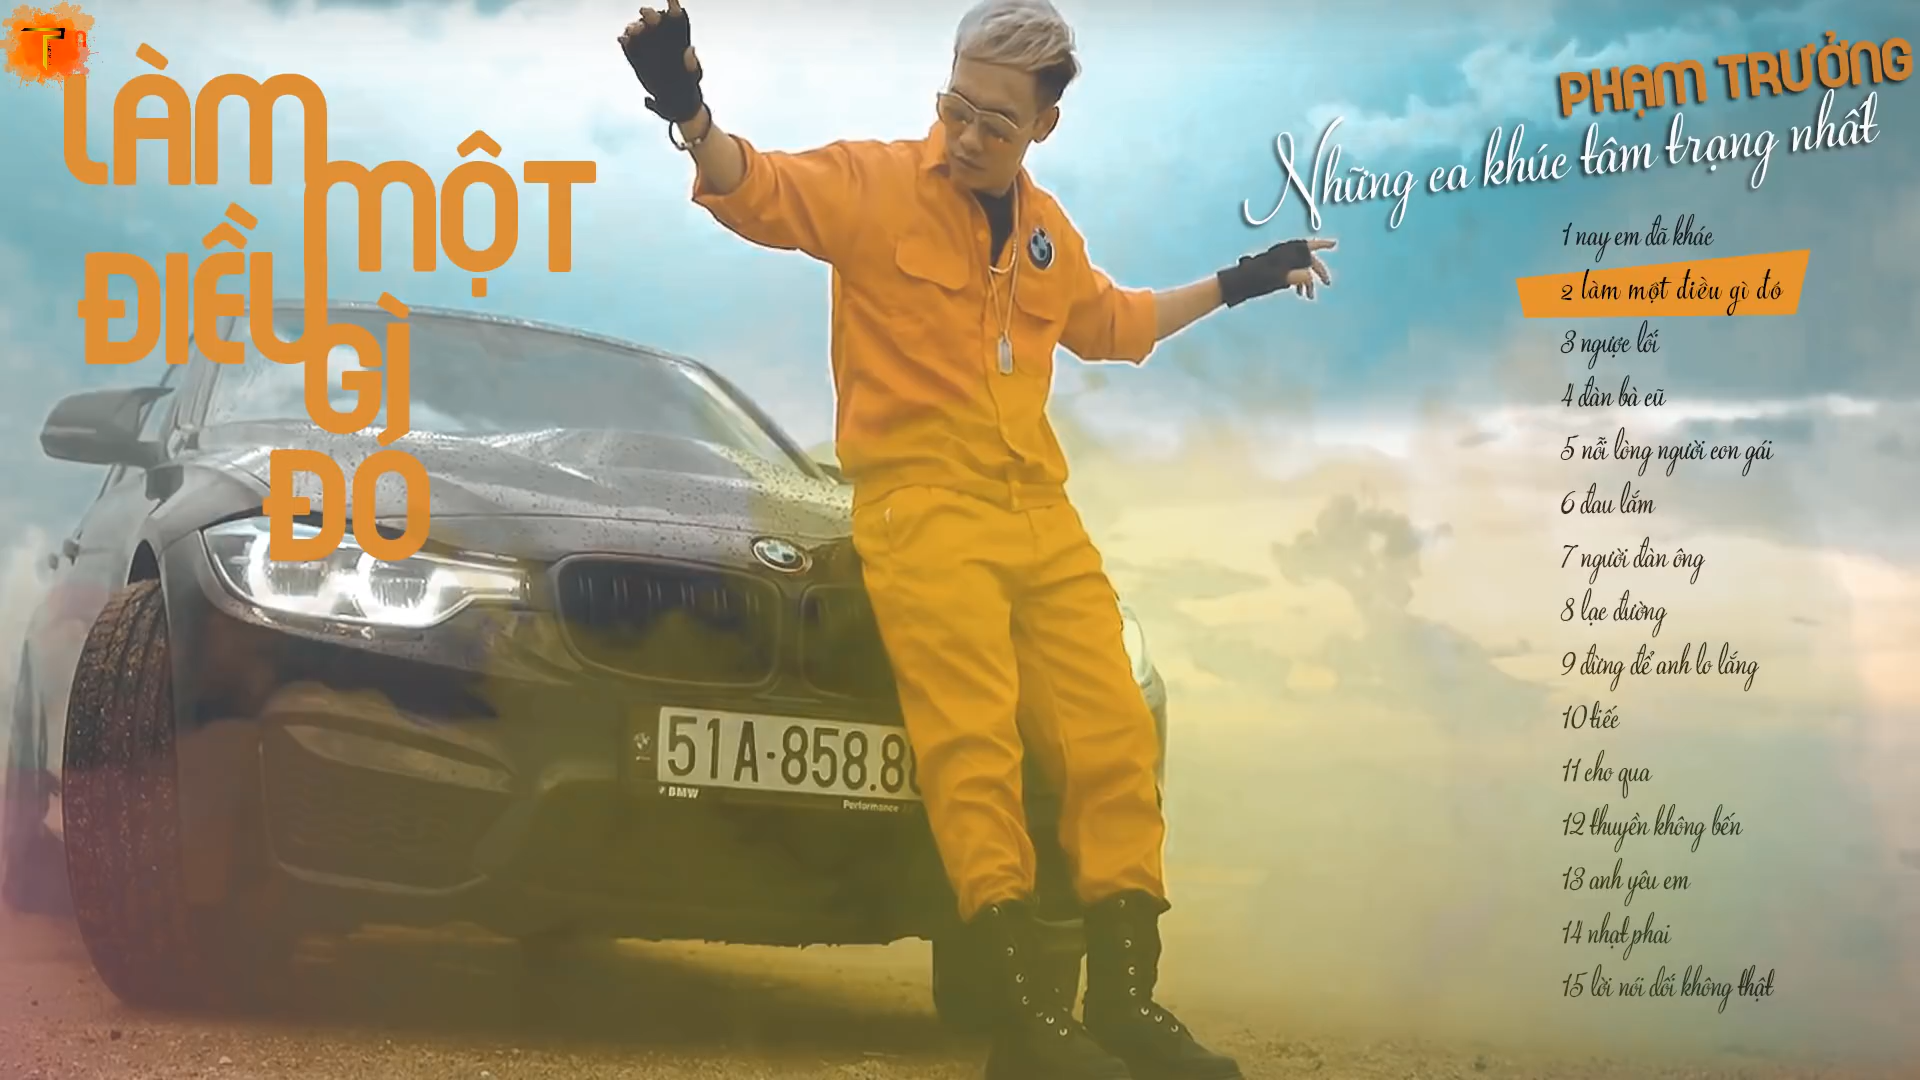 T
LÀM
MỘT
ĐIỀU
GÌ
ĐÓ
PHẠM TRƯỞNG
Những ca khúc tâm trạng nhất
1 nay em đã khác
2 làm một điều gì đó
3 ngược lối
4 đàn bà cũ
5 nỗi lòng người con gái
6 đau lắm
7 người đàn ông
8 lạc đường
9 đừng để anh lo lắng
10 tiếc
11 cho qua
12 thuyền không bến
13 anh yêu em
14 nhạt phai
15 lời nói dối không thật
51A-858.8
BMW
Performance